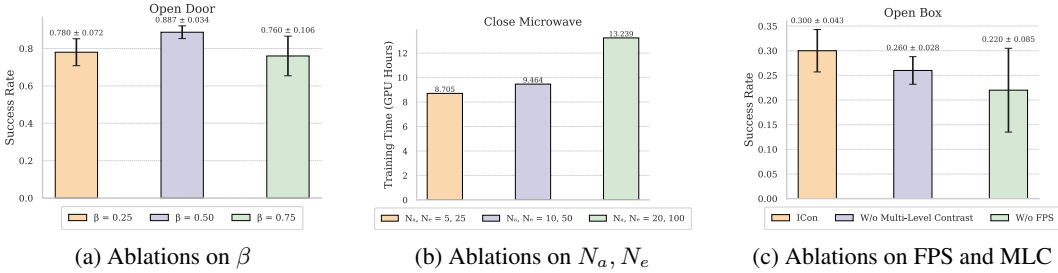 Open Door
Success Rate
0.8
0.6
0.4
0.2
0.0
0.780 ± 0.072
0.887 ± 0.034
0.760 ± 0.106
β = 0.25
β = 0.50
β = 0.75
(a) Ablations on β
Close Microwave
Training Time (GPU Hours)
12
10
8
6
4
2
0
8.705
9.464
13.239
Nₐ, Nₑ = 5, 25
Nₐ, Nₑ = 10, 50
Nₐ, Nₑ = 20, 100
(b) Ablations on Nₐ, Nₑ
Open Box
Success Rate
0.35
0.30
0.25
0.20
0.15
0.10
0.05
0.00
0.300 ± 0.043
0.260 ± 0.028
0.220 ± 0.085
ICon
W/o Multi-Level Contrast
W/o FPS
(c) Ablations on FPS and MLC